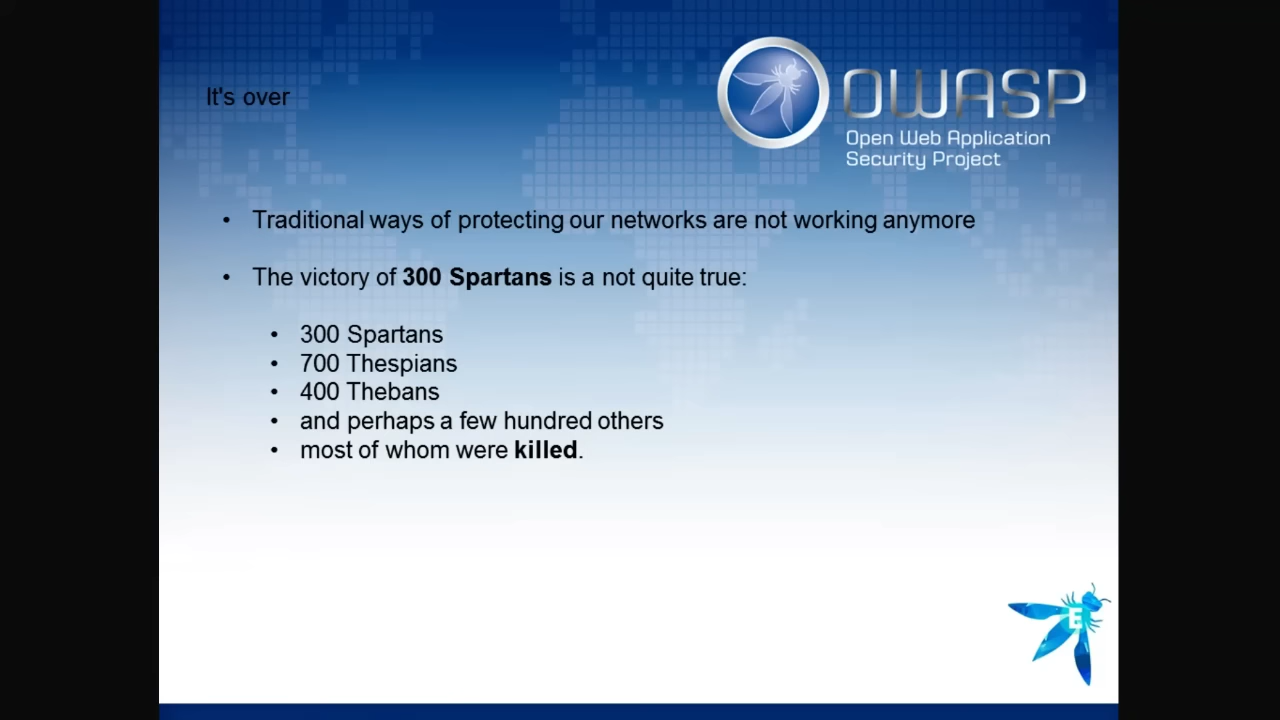 It's over
OWASP
Open Web Application
Security Project
• Traditional ways of protecting our networks are not working anymore
• The victory of 300 Spartans is a not quite true:
• 300 Spartans
• 700 Thespians
• 400 Thebans
• and perhaps a few hundred others
• most of whom were killed.
E